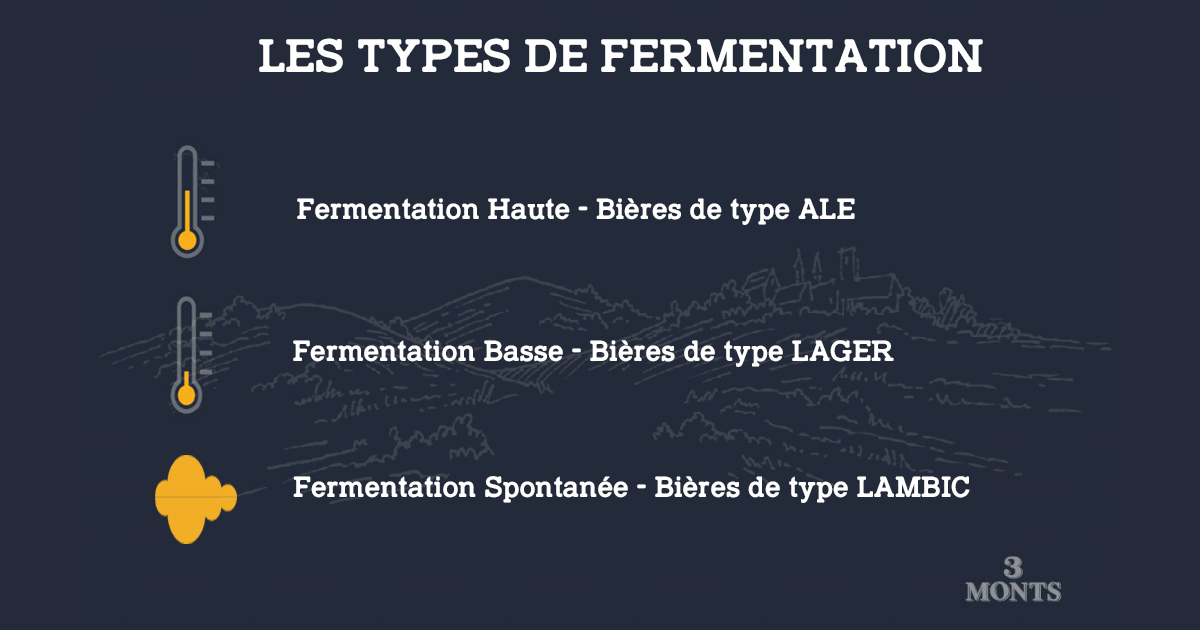 LES TYPES DE FERMENTATION
Fermentation Haute - Bières de type ALE
Fermentation Basse - Bières de type LAGER
Fermentation Spontanée - Bières de type LAMBIC
3
MONTS